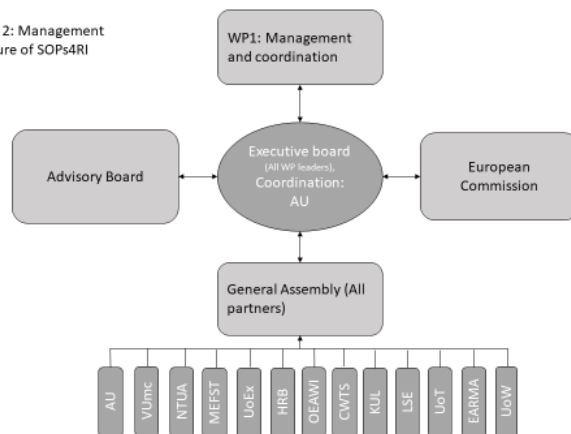 2: Management
ure of SOPs4RI
WP1: Management
and coordination
Executive board
(All WP leaders),
Coordination:
AU
Advisory Board
European
Commission
General Assembly (All
partners)
AU
VUmc
NTUA
MEFST
UoEx
HRB
OEAWI
CWTS
KUL
LSE
UoT
EARMA
UoW